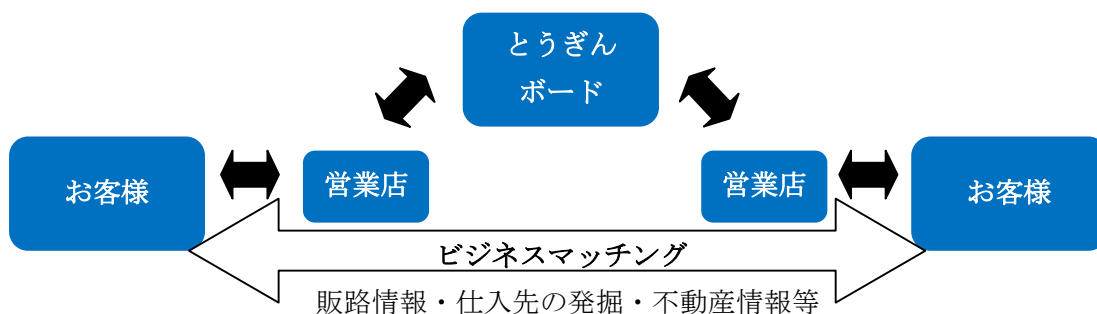 とうぎん
ボード
お客様
営業店
営業店
お客様
ビジネスマッチング
販路情報・仕入先の発掘・不動産情報等